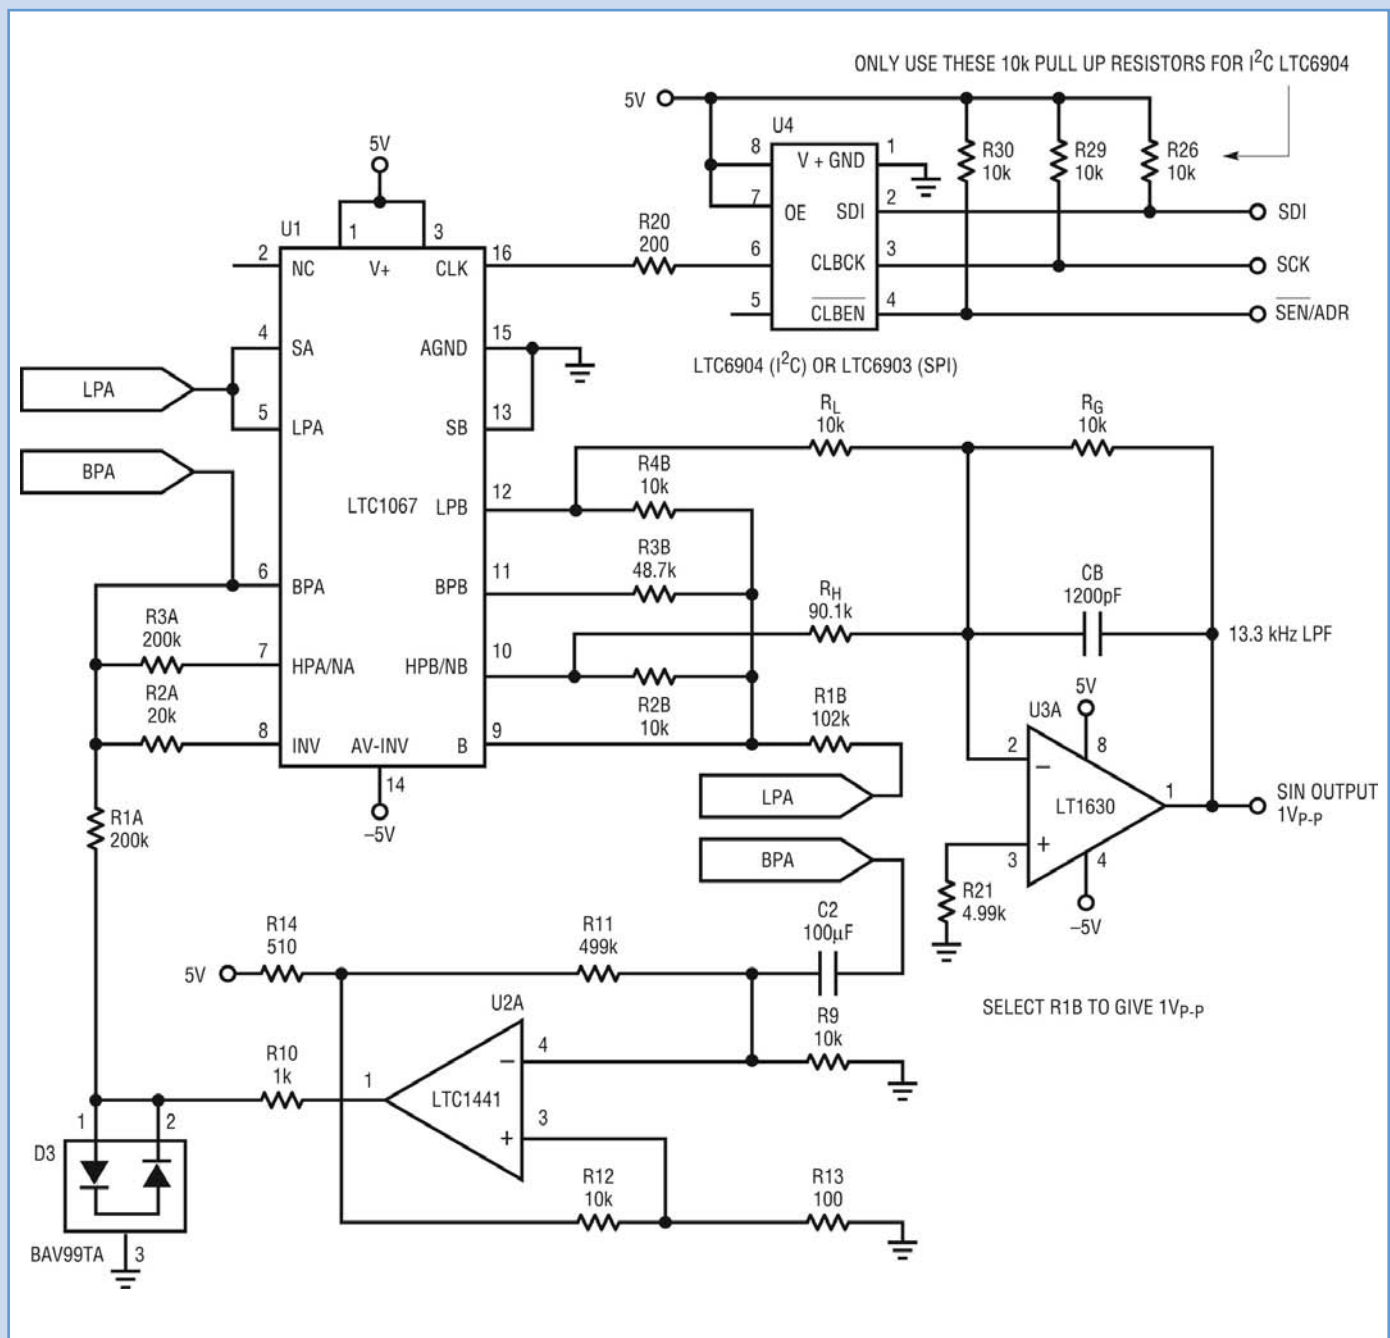 ONLY USE THESE 10k PULL UP RESISTORS FOR I²C LTC6904
5V
U4
8
V + GND
1
R30
10k
R29
10k
R26
10k
7
OE
SDI
2
SDI
5V
U1
1
3
R20
200
6
CLBCK
3
SCK
2
NC
V+
CLK
16
5
CLBEN
4
SEN/ADR
4
SA
AGND
15
LTC6904 (I²C) OR LTC6903 (SPI)
LPA
5
LPA
SB
13
RL
10k
RG
10k
BPA
LTC1067
LPB
12
R4B
10k
6
BPA
BPB
11
R3B
48.7k
CB
1200pF
RH
90.1k
13.3 kHz LPF
R3A
200k
7
HPA/NA
HPB/NB
10
R2A
20k
R2B
10k
R1B
102k
5V
U3A
8
INV
AV-INV
B
9
2
8
–
14
–5V
LPA
LT1630
1
SIN OUTPUT
1VP-P
R1A
200k
BPA
+
3
4
R21
4.99k
–5V
R14
510
R11
499k
C2
100µF
5V
U2A
SELECT R1B TO GIVE 1VP-P
R9
10k
–
4
R10
1k
1
LTC1441
3
+
1
2
D3
R12
10k
R13
100
BAV99TA
3